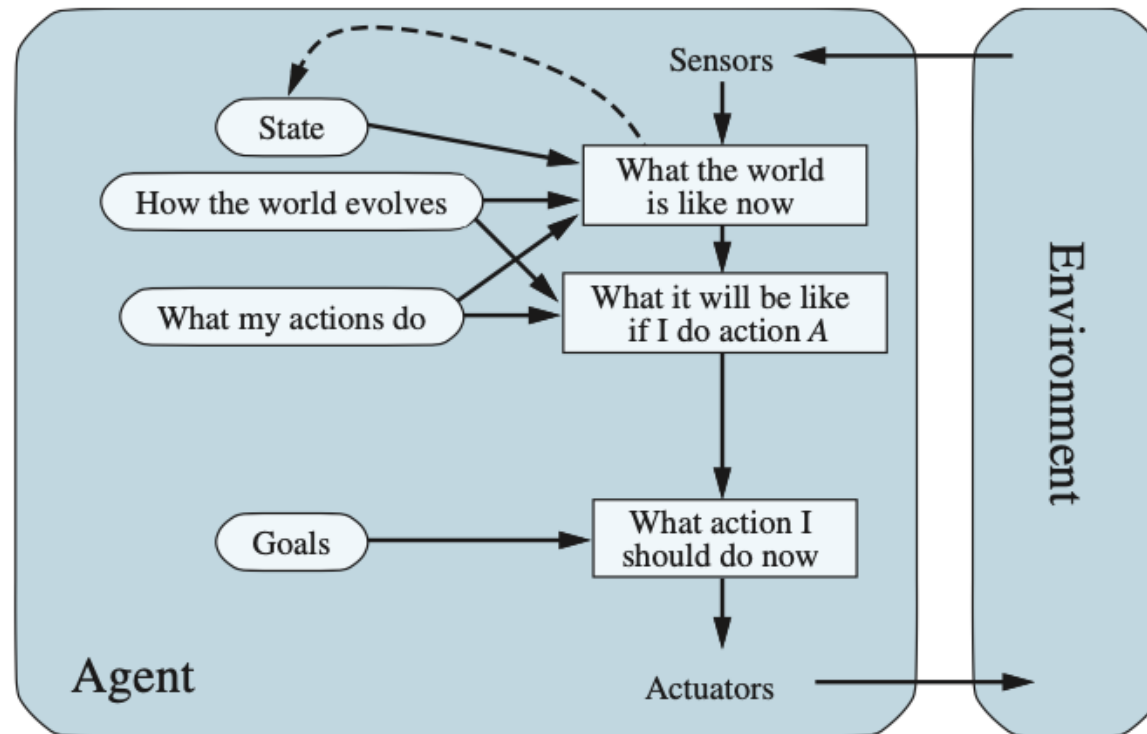 Sensors
State
What the world
is like now
How the world evolves
What it will be like
if I do action A
What my actions do
Environment
What action I
should do now
Goals
Agent
Actuators